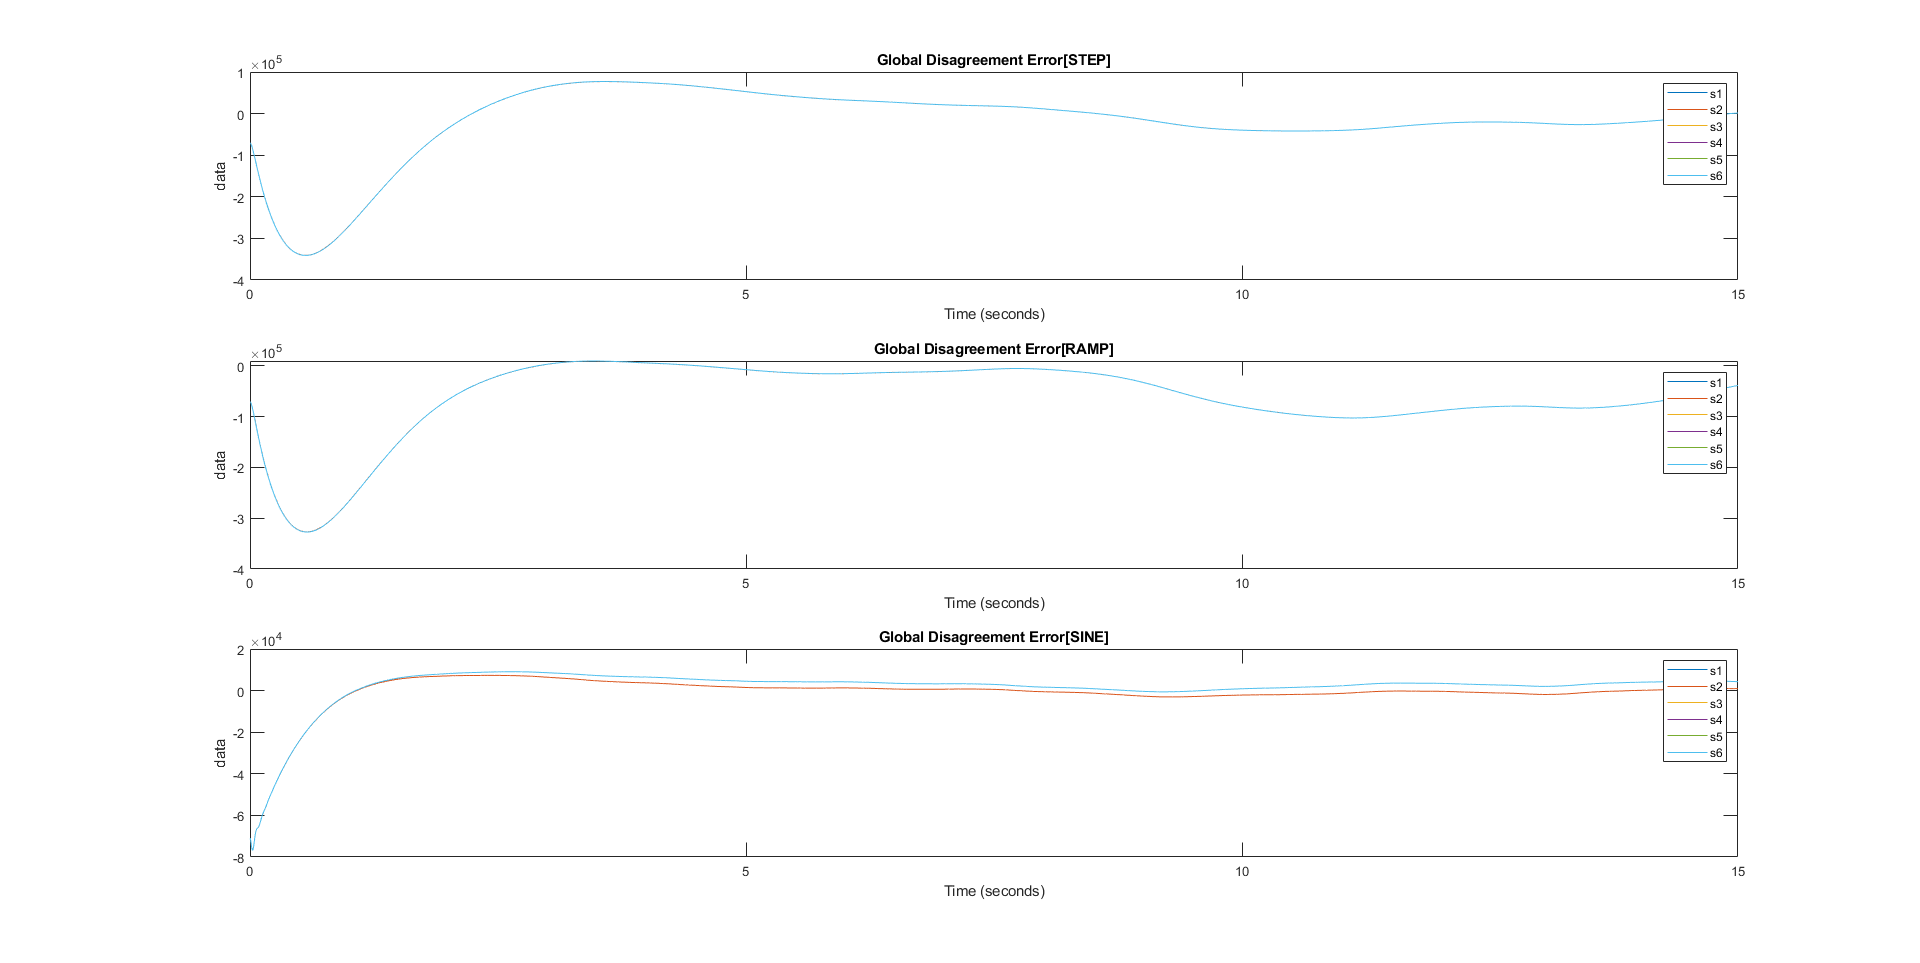 Global Disagreement Error[STEP]
×10^5
1
0
-1
-2
-3
-4
data
s1
s2
s3
s4
s5
s6
0
5
10
15
Time (seconds)
Global Disagreement Error[RAMP]
×10^5
0
-1
-2
-3
-4
data
s1
s2
s3
s4
s5
s6
0
5
10
15
Time (seconds)
Global Disagreement Error[SINE]
×10^4
2
0
-2
-4
-6
-8
data
s1
s2
s3
s4
s5
s6
0
5
10
15
Time (seconds)